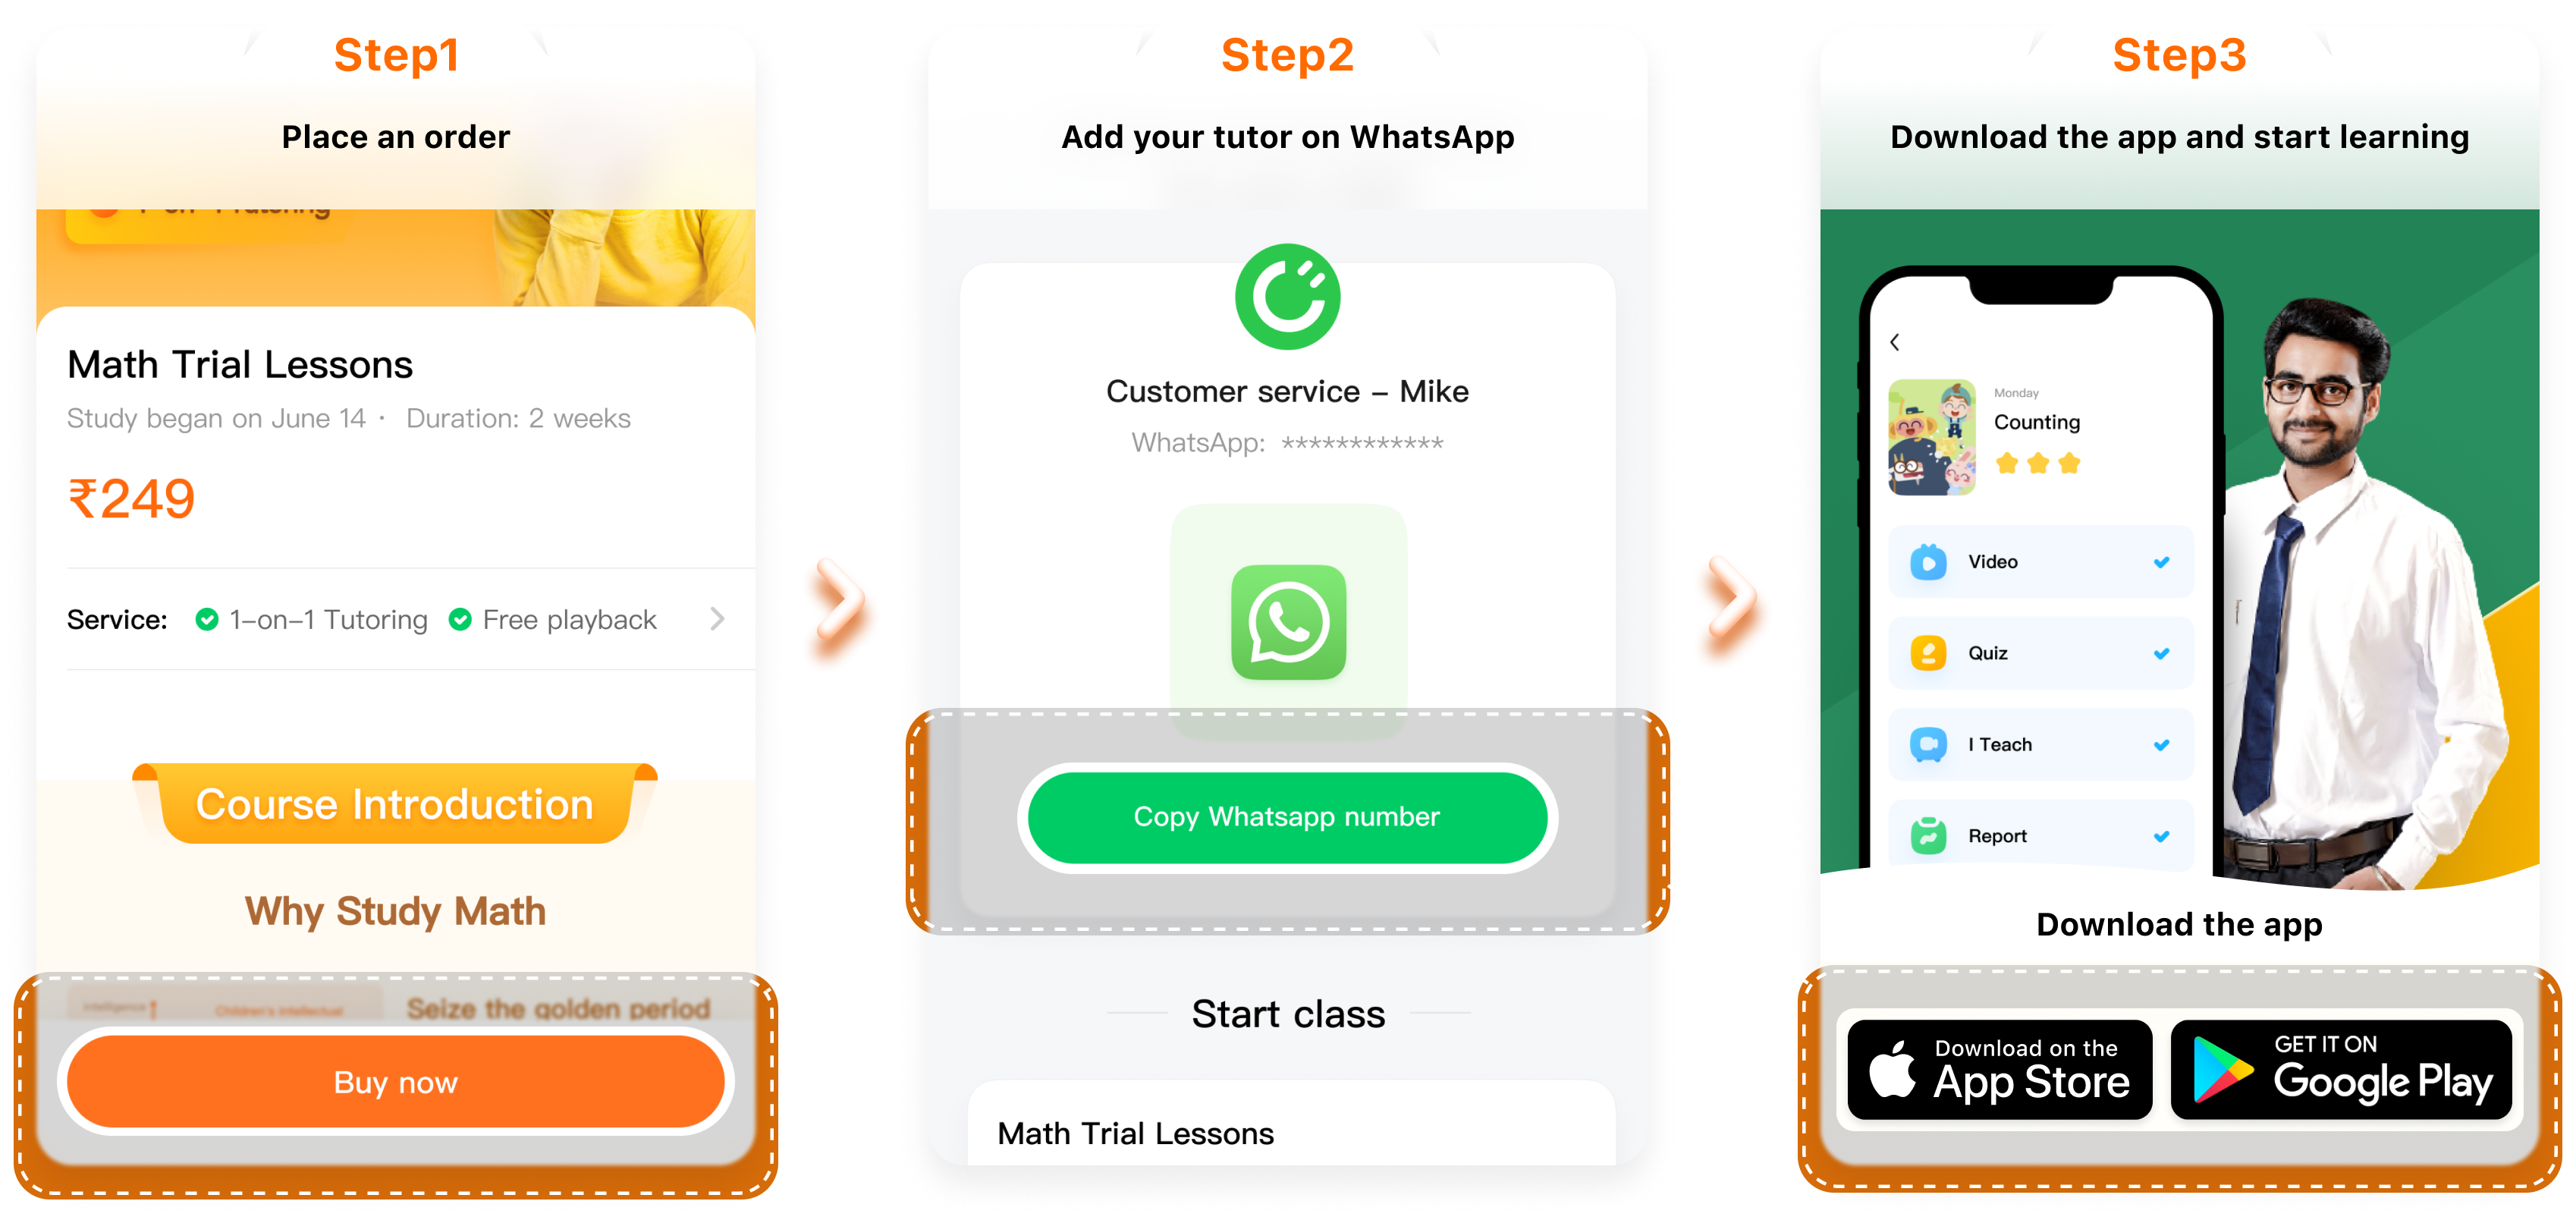 Step1
Place an order
Math Trial Lessons
Study began on June 14 · Duration: 2 weeks
₹249
Service: 1-on-1 Tutoring Free playback
Course Introduction
Why Study Math
Intelligence Children's intellectual Seize the golden period
Buy now
Step2
Add your tutor on WhatsApp
Customer service – Mike
WhatsApp: ************
Copy Whatsapp number
Start class
Math Trial Lessons
Step3
Download the app and start learning
Monday
Counting
Video
Quiz
I Teach
Report
Download the app
Download on the
App Store
GET IT ON
Google Play